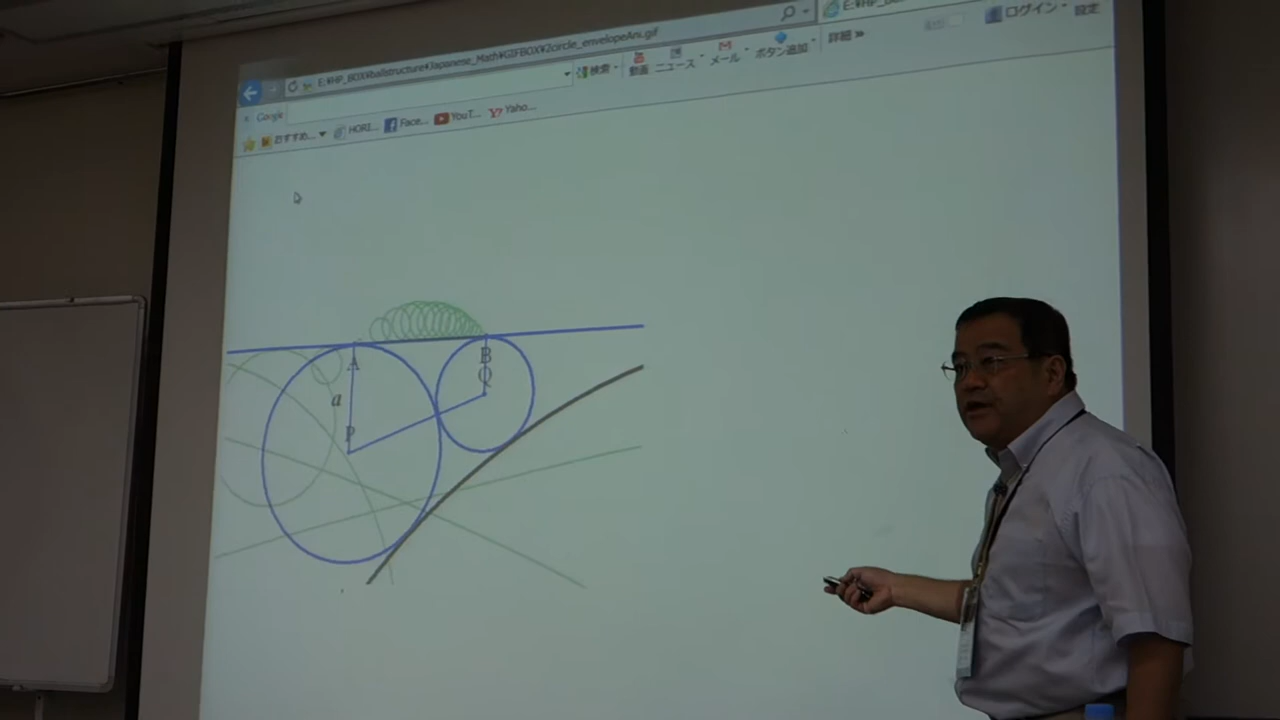 E:¥HP_BOX¥ballstructure¥Japanese_Math¥GIFBOX¥2circle_envelopeAni.gif
ログイン
設定
検索
動画
ニュース
メール
ボタン追加
詳細 »
x Google
おすすめ...
HORI...
Face...
YouT...
Yaho...
A
B
Q
a
P